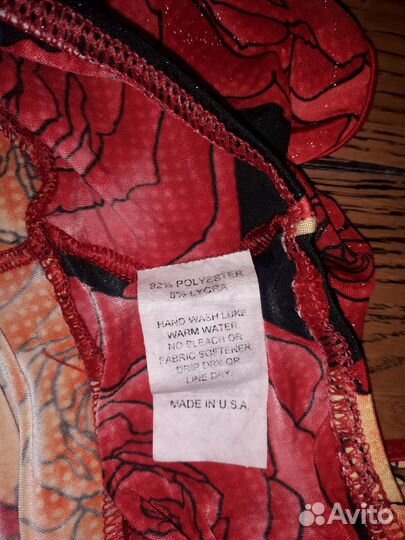 92% POLYESTER
8% LYCRA
HAND WASH LUKE
WARM WATER
NO BLEACH OR
FABRIC SOFTENER
DRIP DRY OR
LINE DRY.
MADE IN U.S.A.
Avito